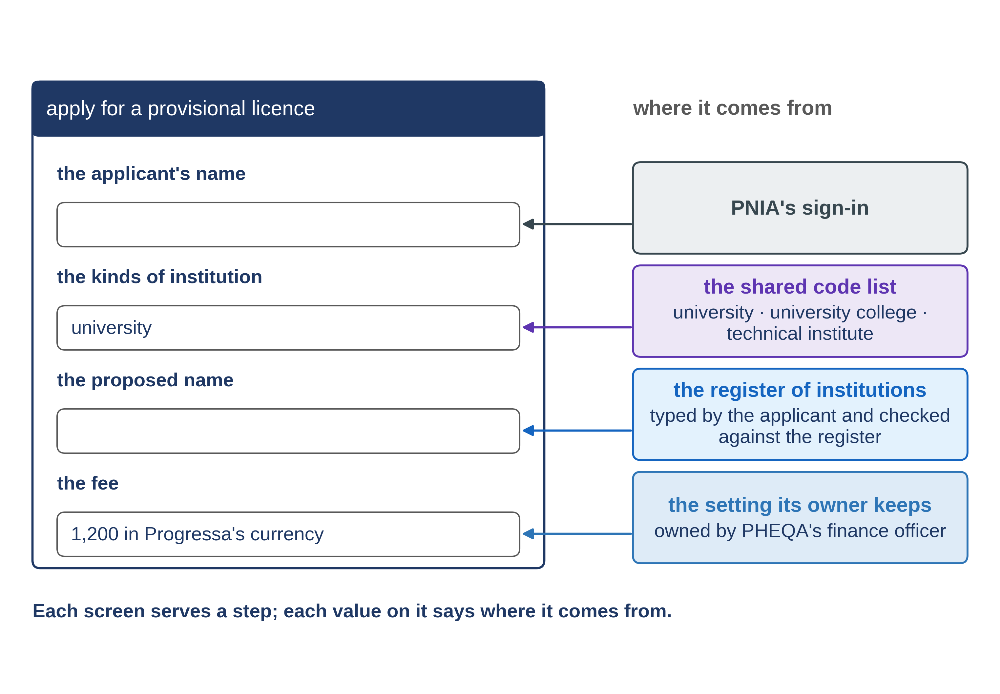 apply for a provisional licence
where it comes from
the applicant's name
PNIA's sign-in
the kinds of institution
university
the shared code list
university · university college ·
technical institute
the proposed name
the register of institutions
typed by the applicant and checked
against the register
the fee
1,200 in Progressa's currency
the setting its owner keeps
owned by PHEQA's finance officer
Each screen serves a step; each value on it says where it comes from.